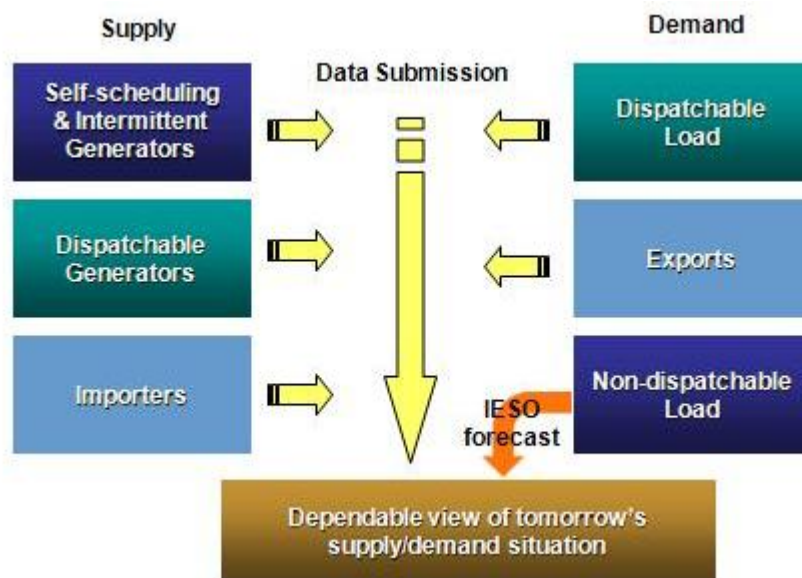 Supply
Demand
Data Submission
Self-scheduling
& Intermittent
Generators
Dispatchable
Load
Dispatchable
Generators
Exports
Importers
Non-dispatchable
Load
IESO
forecast
Dependable view of tomorrow's
supply/demand situation